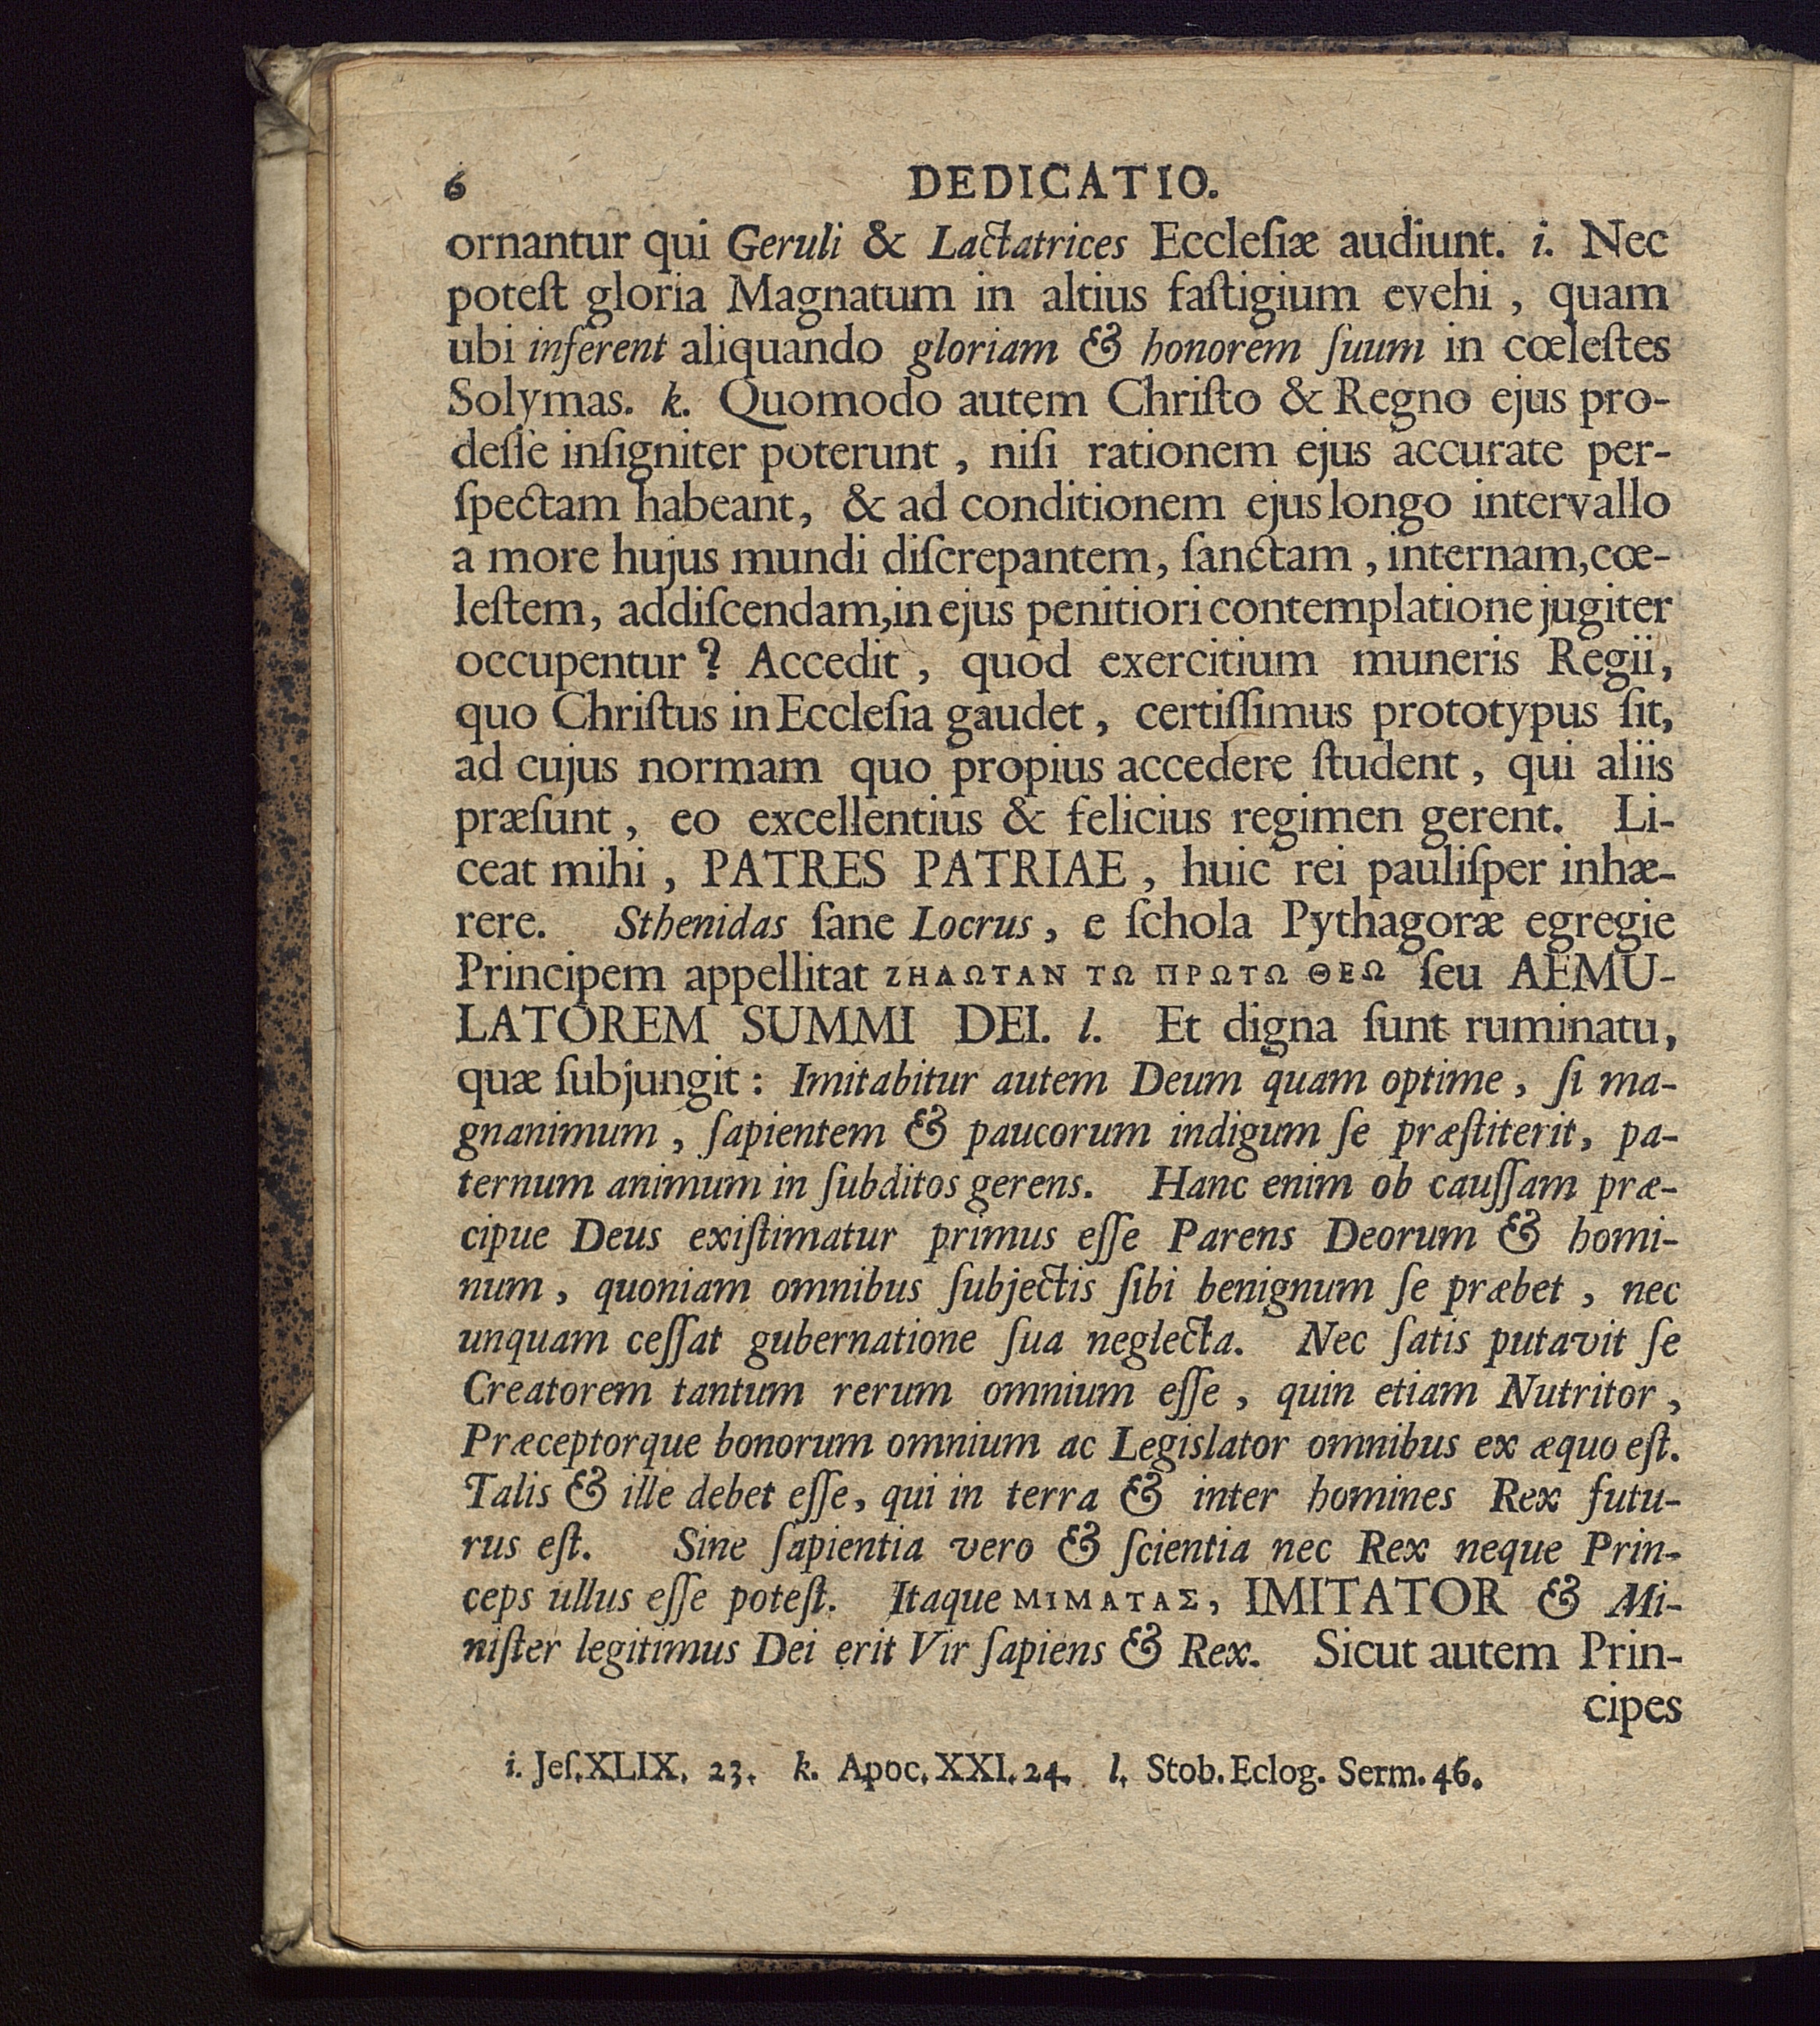 6 DEDICATIO.
ornantur qui Geruli & Lactatrices Eccleſiæ audiunt. i. Nec
poteſt gloria Magnatum in altius faſtigium evehi, quam
ubi inferent aliquando gloriam & honorem ſuum in cœleſtes
Solymas. k. Quomodo autem Chriſto & Regno ejus pro-
deſſe inſigniter poterunt, niſi rationem ejus accurate per-
ſpectam habeant, & ad conditionem ejus longo intervallo
a more hujus mundi diſcrepantem, ſanctam, internam, cœ-
leſtem, addiſcendam, in ejus penitiori contemplatione jugiter
occupentur? Accedit, quod exercitium muneris Regii,
quo Chriſtus in Eccleſia gaudet, certiſſimus prototypus ſit,
ad cujus normam quo propius accedere ſtudent, qui aliis
præſunt, eo excellentius & felicius regimen gerent. Li-
ceat mihi, PATRES PATRIAE, huic rei pauliſper inhæ-
rere. Sthenidas ſane Locrus, e ſchola Pythagoræ egregie
Principem appellitat ΖΗΛΩΤΑΝ ΤΩ ΠΡΩΤΩ ΘΕΩ ſeu AEMU-
LATOREM SUMMI DEI. l. Et digna ſunt ruminatu,
quæ ſubjungit: Imitabitur autem Deum quam optime, ſi ma-
gnanimum, ſapientem & paucorum indigum ſe præſtiterit, pa-
ternum animum in ſubditos gerens. Hanc enim ob cauſſam præ-
cipue Deus exiſtimatur primus eſſe Parens Deorum & homi-
num, quoniam omnibus ſubjectis ſibi benignum ſe præbet, nec
unquam ceſſat gubernatione ſua neglecta. Nec ſatis putavit ſe
Creatorem tantum rerum omnium eſſe, quin etiam Nutritor,
Præceptorque bonorum omnium ac Legislator omnibus ex æquo eſt.
Talis & ille debet eſſe, qui in terra & inter homines Rex futu-
rus eſt. Sine ſapientia vero & ſcientia nec Rex neque Prin-
ceps ullus eſſe poteſt. Itaque ΜΙΜΑΤΑΣ, IMITATOR & Mi-
niſter legitimus Dei erit Vir ſapiens & Rex. Sicut autem Prin-
cipes
i. Jeſ. XLIX. 23. k. Apoc. XXI. 24. l. Stob. Eclog. Serm. 46.